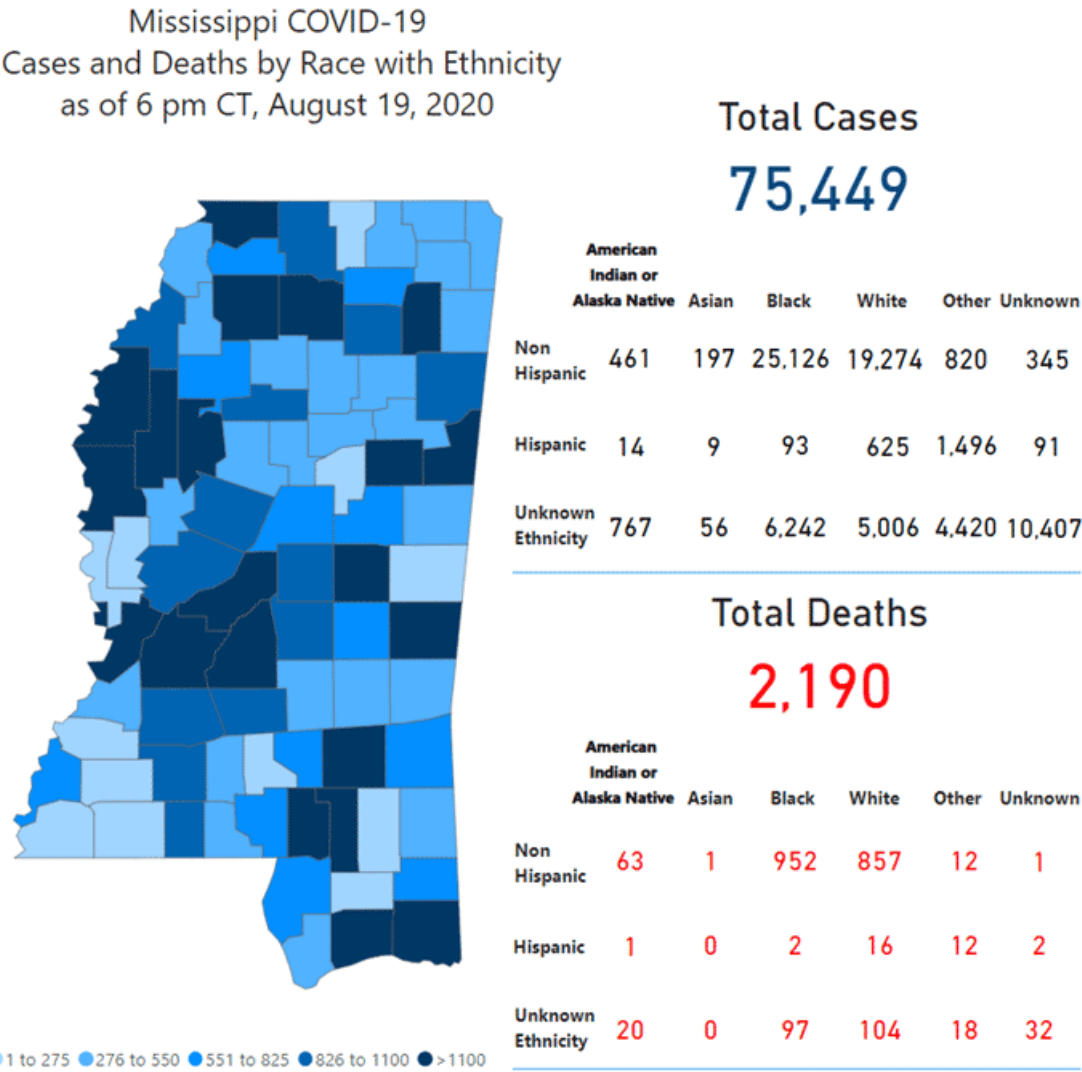 Mississippi COVID-19
Cases and Deaths by Race with Ethnicity
as of 6 pm CT, August 19, 2020
Total Cases
75,449
American
Indian or
Alaska Native Asian Black White Other Unknown
Non
Hispanic 461 197 25,126 19,274 820 345
Hispanic 14 9 93 625 1,496 91
Unknown
Ethnicity 767 56 6,242 5,006 4,420 10,407
Total Deaths
2,190
American
Indian or
Alaska Native Asian Black White Other Unknown
Non
Hispanic 63 1 952 857 12 1
Hispanic 1 0 2 16 12 2
Unknown
Ethnicity 20 0 97 104 18 32
1 to 275 276 to 550 551 to 825 826 to 1100 >1100